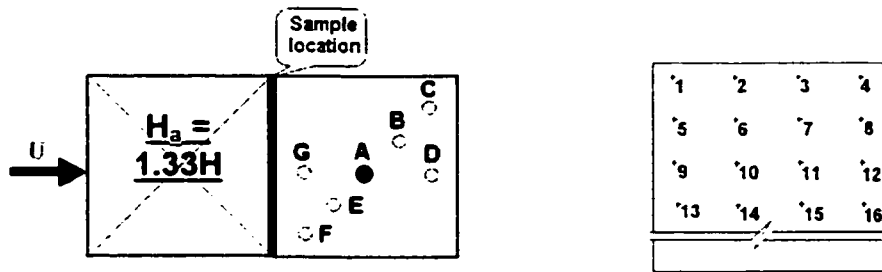 Sample
location
U
Hₐ =
1.33H
C
B
G A D
E
F
1 2 3 4
5 6 7 8
9 10 11 12
13 14 15 16